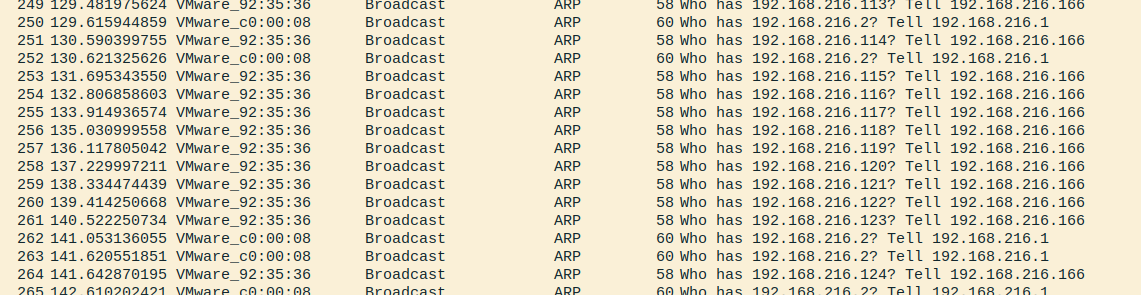 249 129.481975624 VMware_92:35:36 Broadcast ARP 58 Who has 192.168.216.113? Tell 192.168.216.166
250 129.615944859 VMware_c0:00:08 Broadcast ARP 60 Who has 192.168.216.2? Tell 192.168.216.1
251 130.590399755 VMware_92:35:36 Broadcast ARP 58 Who has 192.168.216.114? Tell 192.168.216.166
252 130.621325626 VMware_c0:00:08 Broadcast ARP 60 Who has 192.168.216.2? Tell 192.168.216.1
253 131.695343550 VMware_92:35:36 Broadcast ARP 58 Who has 192.168.216.115? Tell 192.168.216.166
254 132.806858603 VMware_92:35:36 Broadcast ARP 58 Who has 192.168.216.116? Tell 192.168.216.166
255 133.914936574 VMware_92:35:36 Broadcast ARP 58 Who has 192.168.216.117? Tell 192.168.216.166
256 135.030999558 VMware_92:35:36 Broadcast ARP 58 Who has 192.168.216.118? Tell 192.168.216.166
257 136.117805042 VMware_92:35:36 Broadcast ARP 58 Who has 192.168.216.119? Tell 192.168.216.166
258 137.229997211 VMware_92:35:36 Broadcast ARP 58 Who has 192.168.216.120? Tell 192.168.216.166
259 138.334474439 VMware_92:35:36 Broadcast ARP 58 Who has 192.168.216.121? Tell 192.168.216.166
260 139.414250668 VMware_92:35:36 Broadcast ARP 58 Who has 192.168.216.122? Tell 192.168.216.166
261 140.522250734 VMware_92:35:36 Broadcast ARP 58 Who has 192.168.216.123? Tell 192.168.216.166
262 141.053136055 VMware_c0:00:08 Broadcast ARP 60 Who has 192.168.216.2? Tell 192.168.216.1
263 141.620551851 VMware_c0:00:08 Broadcast ARP 60 Who has 192.168.216.2? Tell 192.168.216.1
264 141.642870195 VMware_92:35:36 Broadcast ARP 58 Who has 192.168.216.124? Tell 192.168.216.166
265 142.610202421 VMware_c0:00:08 Broadcast ARP 60 Who has 192.168.216.2? Tell 192.168.216.1